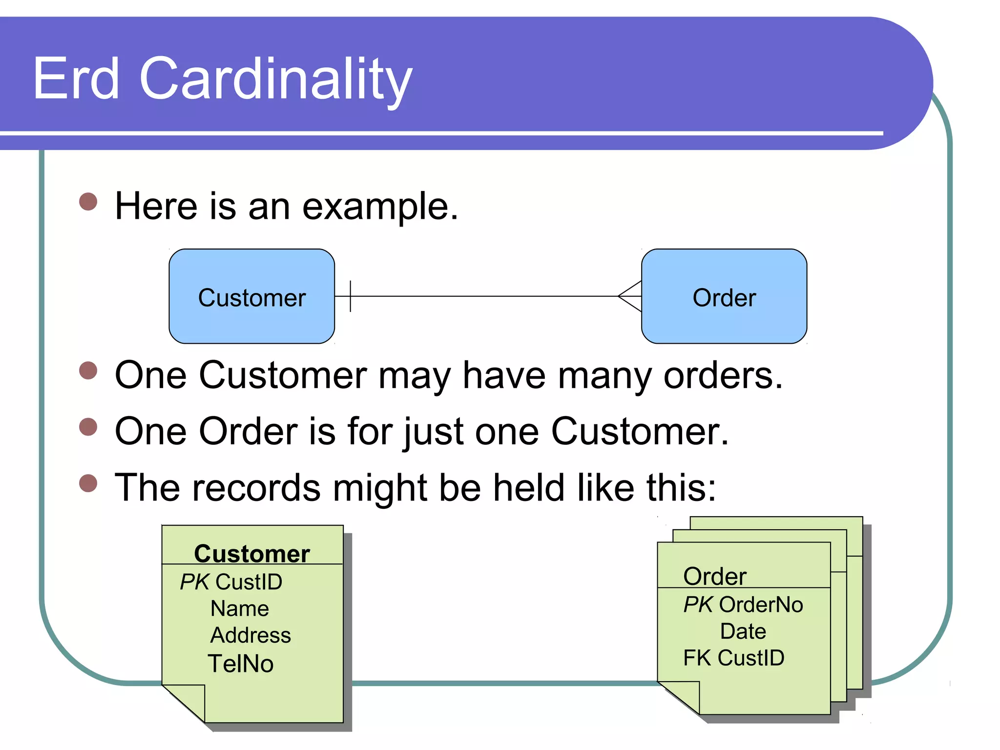 Erd Cardinality
Here is an example.
Customer
Order
One Customer may have many orders.
One Order is for just one Customer.
The records might be held like this:
Customer
PK CustID
Name
Address
TelNo
Order
PK OrderNo
Date
FK CustID